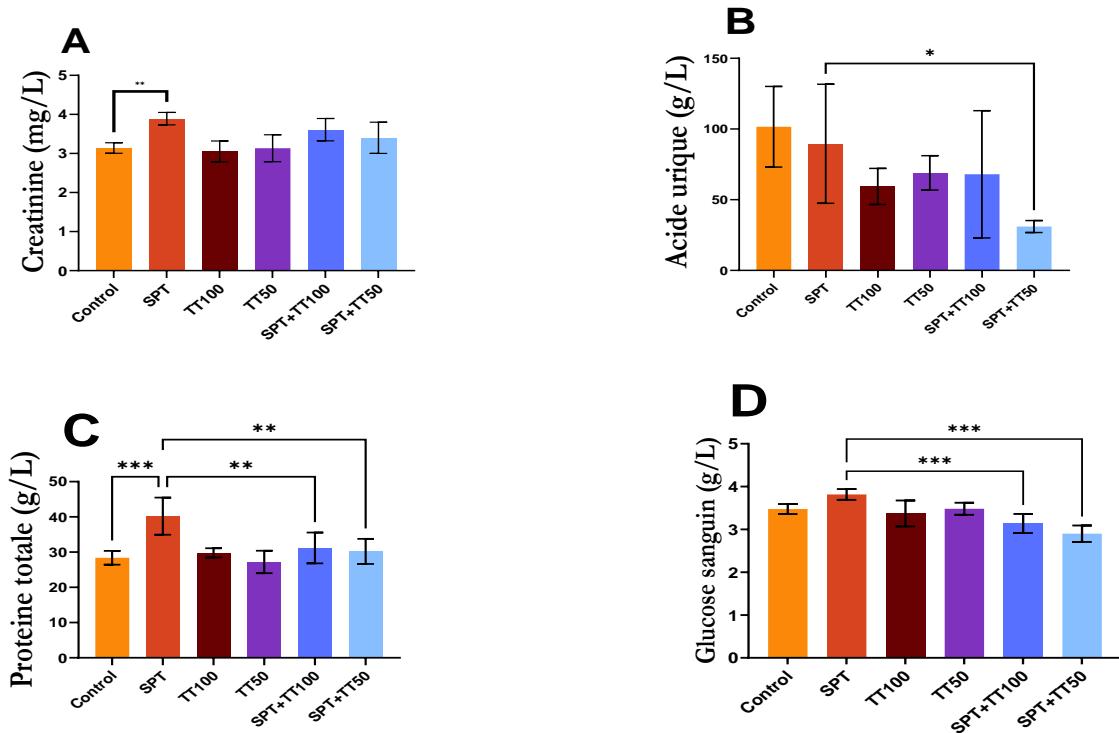 A
Creatinine (mg/L)
5
4
3
2
1
0
**
Control
SPT
TT100
TT50
SPT+TT100
SPT+TT50
B
Acide urique (g/L)
150
100
50
0
*
Control
SPT
TT100
TT50
SPT+TT100
SPT+TT50
C
Proteine totale (g/L)
50
40
30
20
10
0
**
***
**
Control
SPT
TT100
TT50
SPT+TT100
SPT+TT50
D
Glucose sanguin (g/L)
5
4
3
2
1
0
***
***
Control
SPT
TT100
TT50
SPT+TT100
SPT+TT50